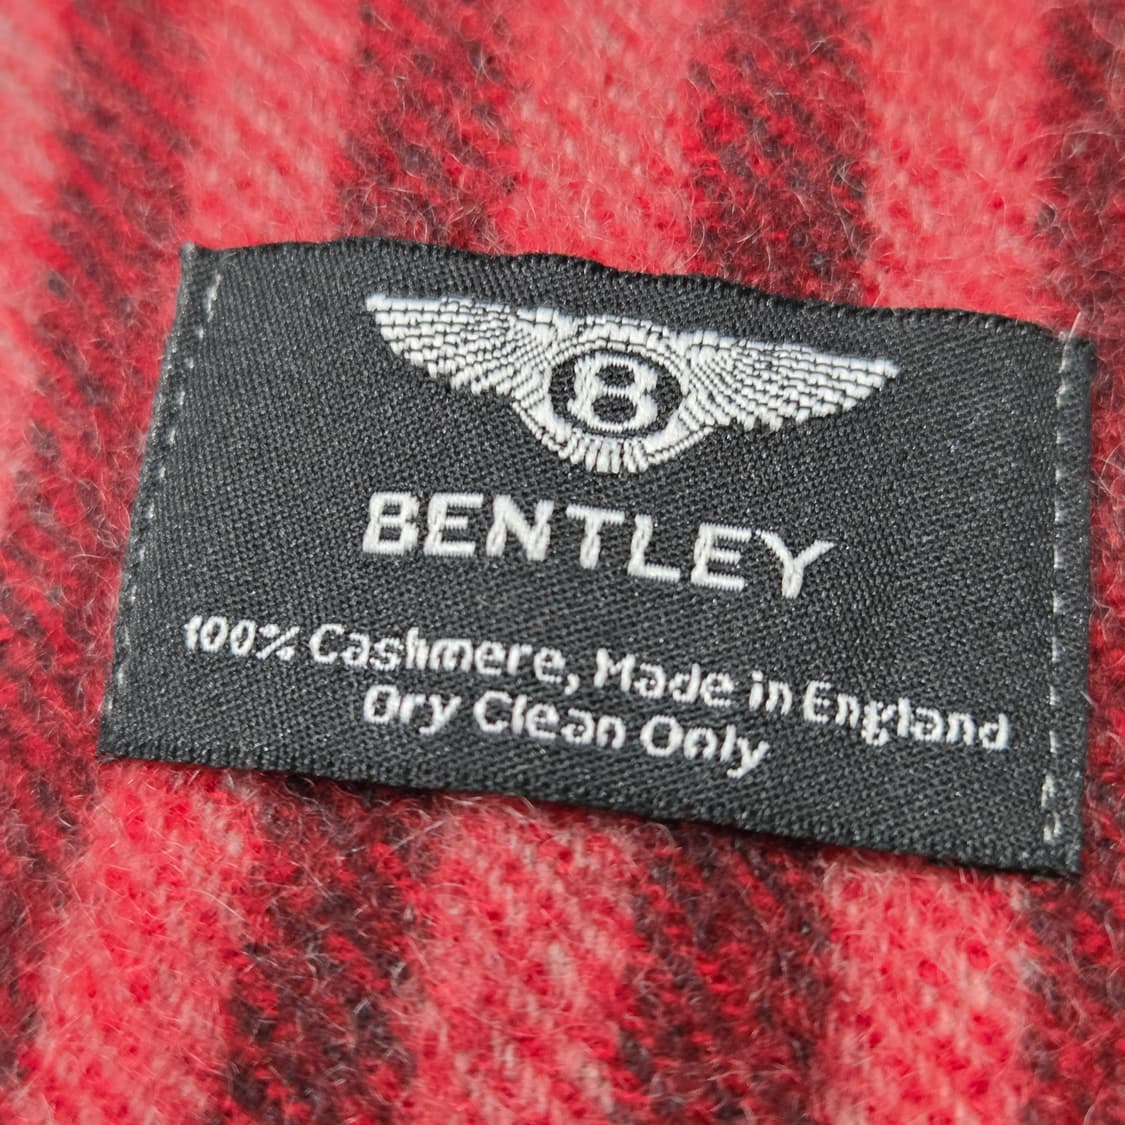 B
BENTLEY
100% Cashmere, Made in England
Dry Clean Only